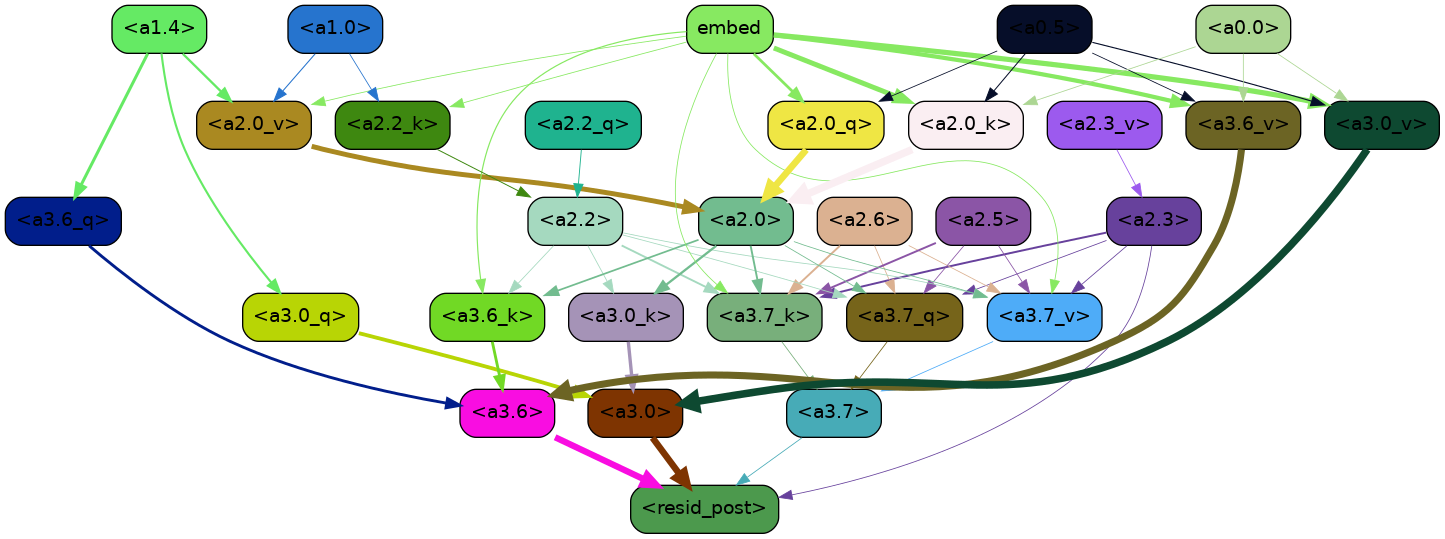 <a1.4> <a1.0> embed <a0.5> <a0.0>
<a2.0_v> <a2.2_k> <a2.2_q> <a2.0_q> <a2.0_k> <a2.3_v> <a3.6_v> <a3.0_v>
<a3.6_q> <a2.2> <a2.0> <a2.6> <a2.5> <a2.3>
<a3.0_q> <a3.6_k> <a3.0_k> <a3.7_k> <a3.7_q> <a3.7_v>
<a3.6> <a3.0> <a3.7>
<resid_post>